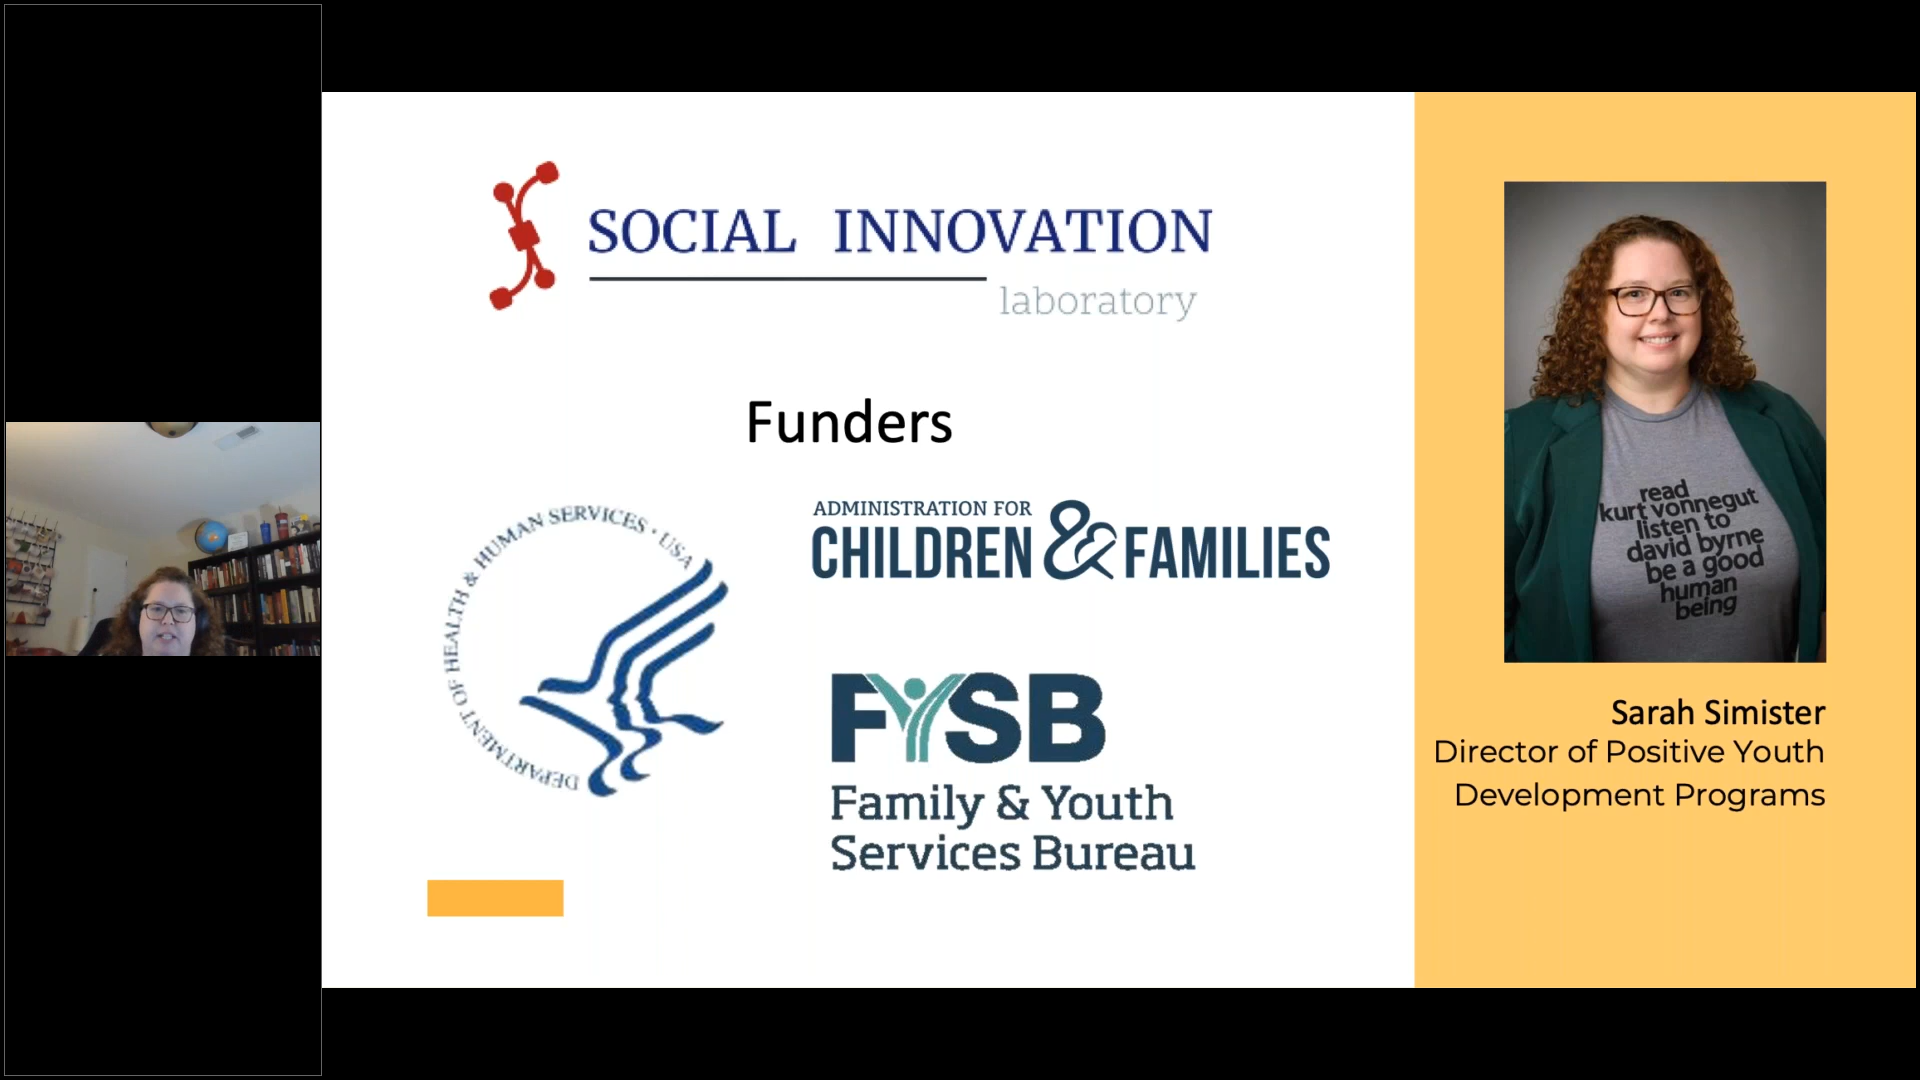 SOCIAL INNOVATION
laboratory
Funders
DEPARTMENT OF HEALTH & HUMAN SERVICES • USA
ADMINISTRATION FOR
CHILDREN & FAMILIES
FYSB
Family & Youth
Services Bureau
read
kurt vonnegut
listen to
david byrne
be a good
human
being
Sarah Simister
Director of Positive Youth
Development Programs